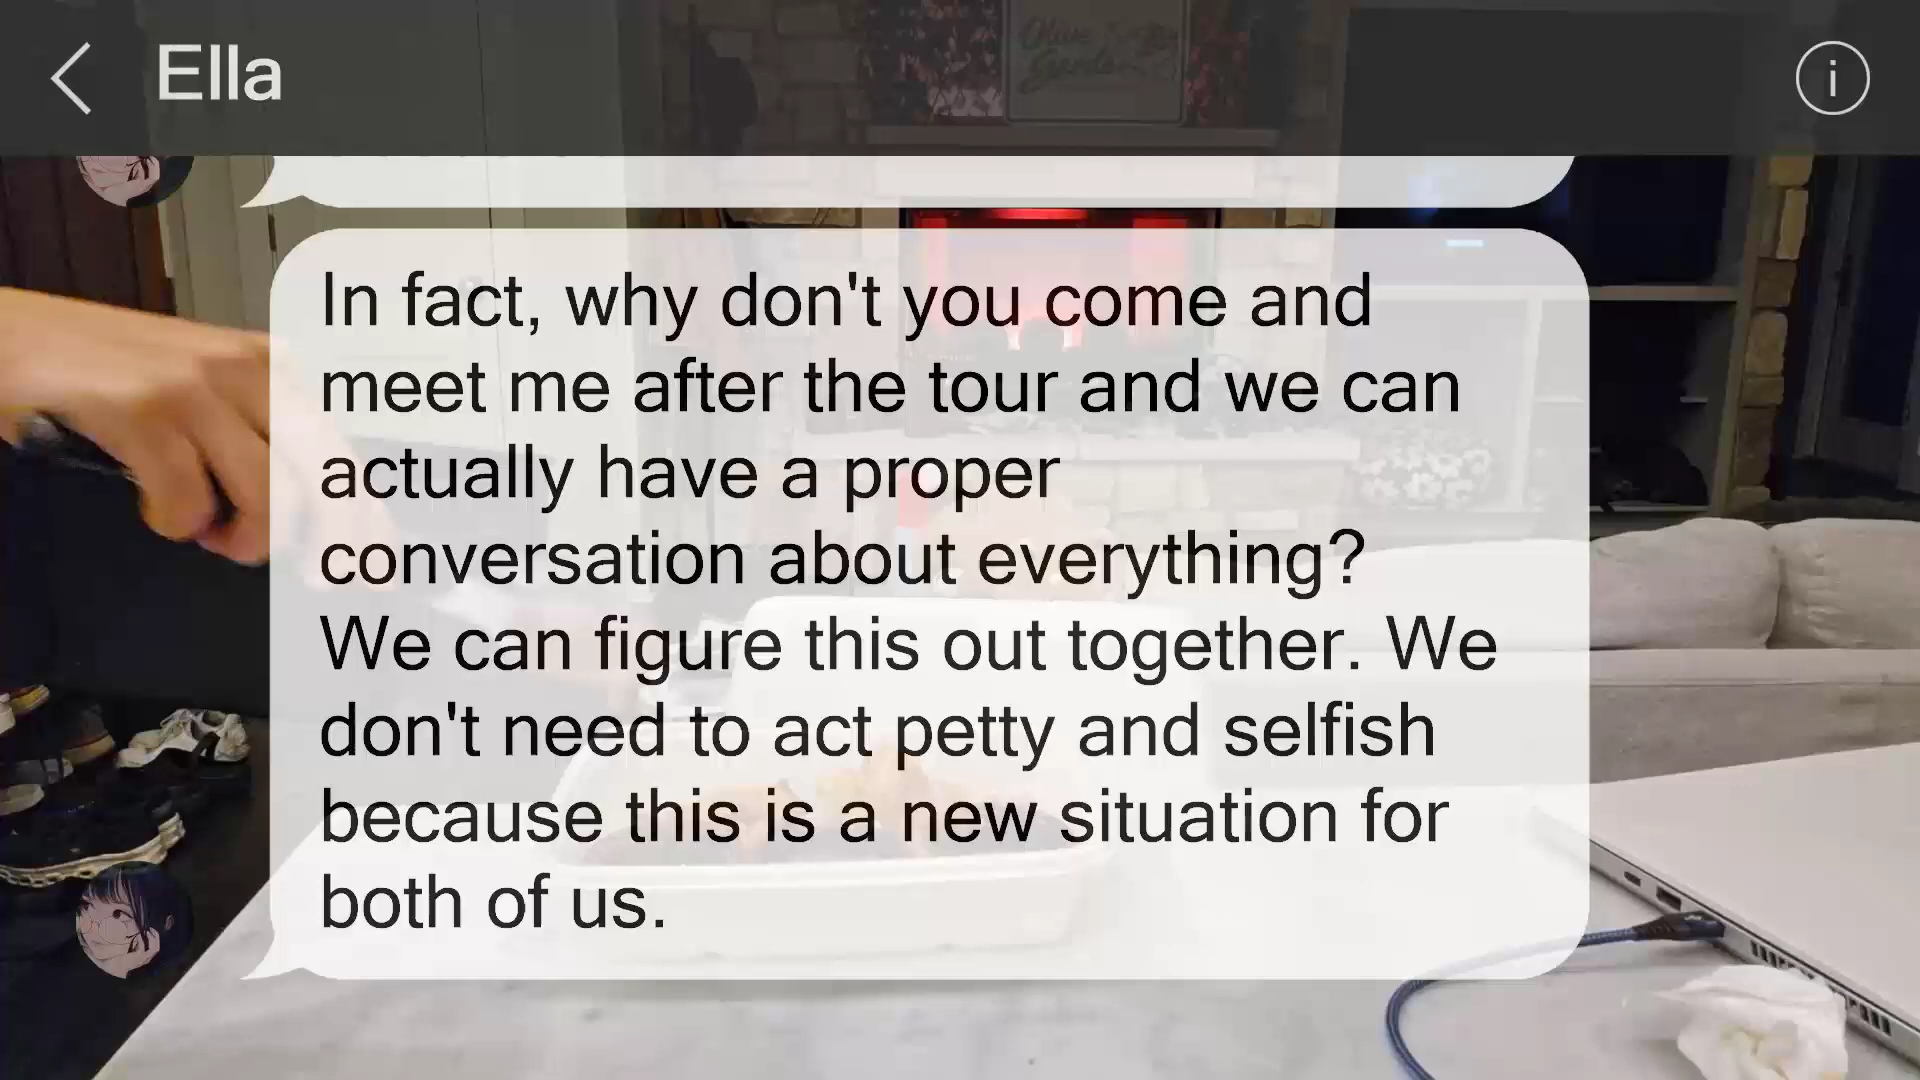 Ella
Olive
Garden
In fact, why don't you come and
meet me after the tour and we can
actually have a proper
conversation about everything?
We can figure this out together. We
don't need to act petty and selfish
because this is a new situation for
both of us.